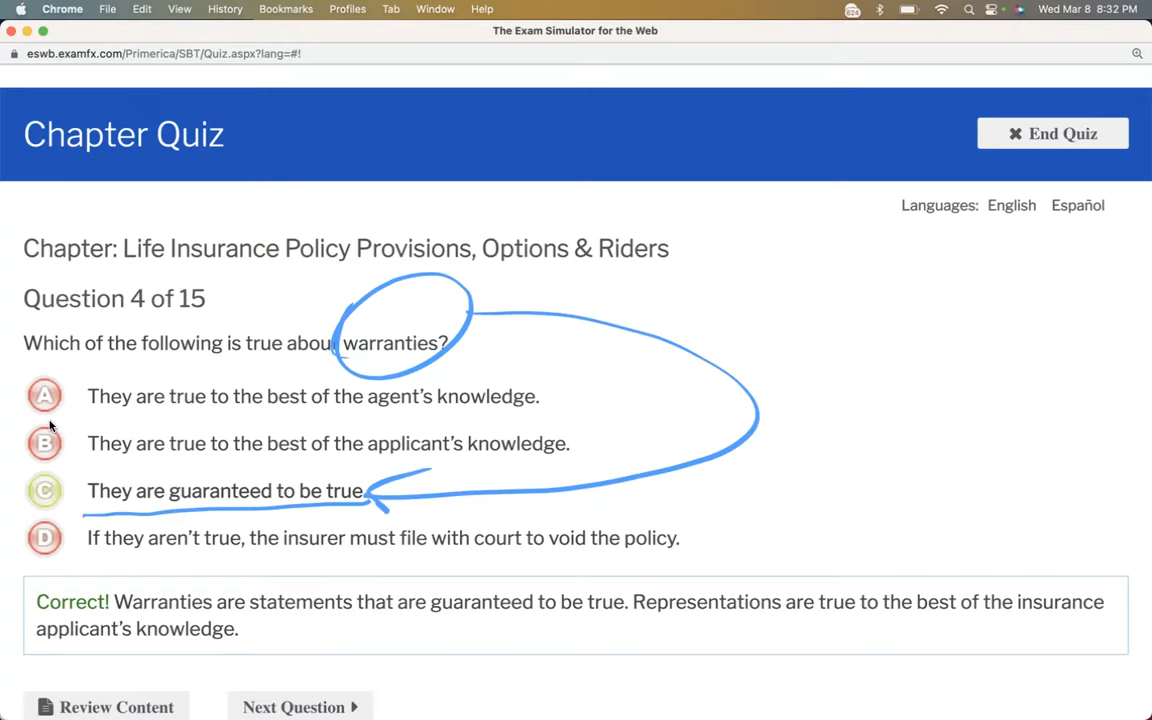 Chrome File Edit View History Bookmarks Profiles Tab Window Help 624 Wed Mar 8 8:32 PM
The Exam Simulator for the Web
eswb.examfx.com/Primerica/SBT/Quiz.aspx?lang=#!
Chapter Quiz
✖ End Quiz
Languages: English Español
Chapter: Life Insurance Policy Provisions, Options & Riders
Question 4 of 15
Which of the following is true about warranties?
A They are true to the best of the agent's knowledge.
B They are true to the best of the applicant's knowledge.
C They are guaranteed to be true.
D If they aren't true, the insurer must file with court to void the policy.
Correct! Warranties are statements that are guaranteed to be true. Representations are true to the best of the insurance
applicant's knowledge.
Review Content Next Question